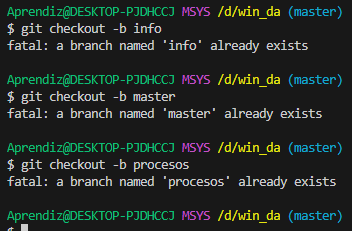 Aprendiz@DESKTOP-PJDHCCJ MSYS /d/win_da (master)
$ git checkout -b info
fatal: a branch named 'info' already exists
Aprendiz@DESKTOP-PJDHCCJ MSYS /d/win_da (master)
$ git checkout -b master
fatal: a branch named 'master' already exists
Aprendiz@DESKTOP-PJDHCCJ MSYS /d/win_da (master)
$ git checkout -b procesos
fatal: a branch named 'procesos' already exists
Aprendiz@DESKTOP-PJDHCCJ MSYS /d/win_da (master)
$